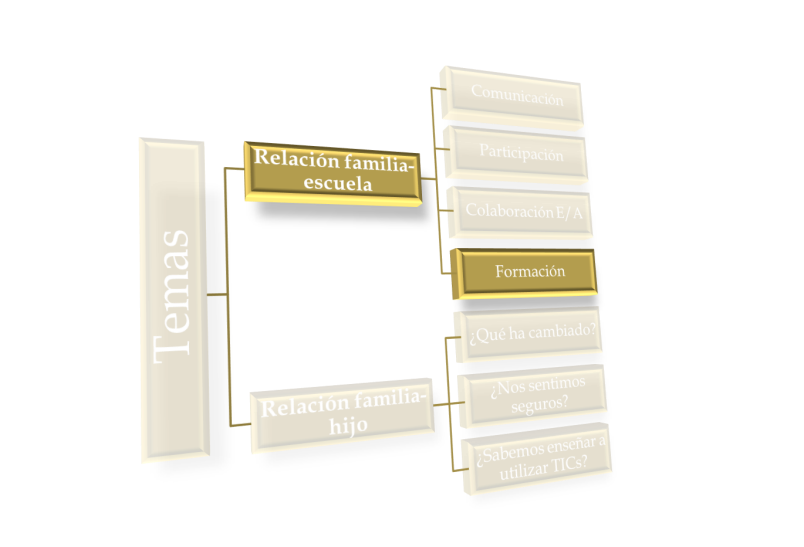 Temas
Relación familia-
escuela
Comunicación
Participación
Colaboración E/A
Formación
Relación familia-
hijo
¿Qué ha cambiado?
¿Nos sentimos
seguros?
¿Sabemos enseñar a
utilizar TICs?